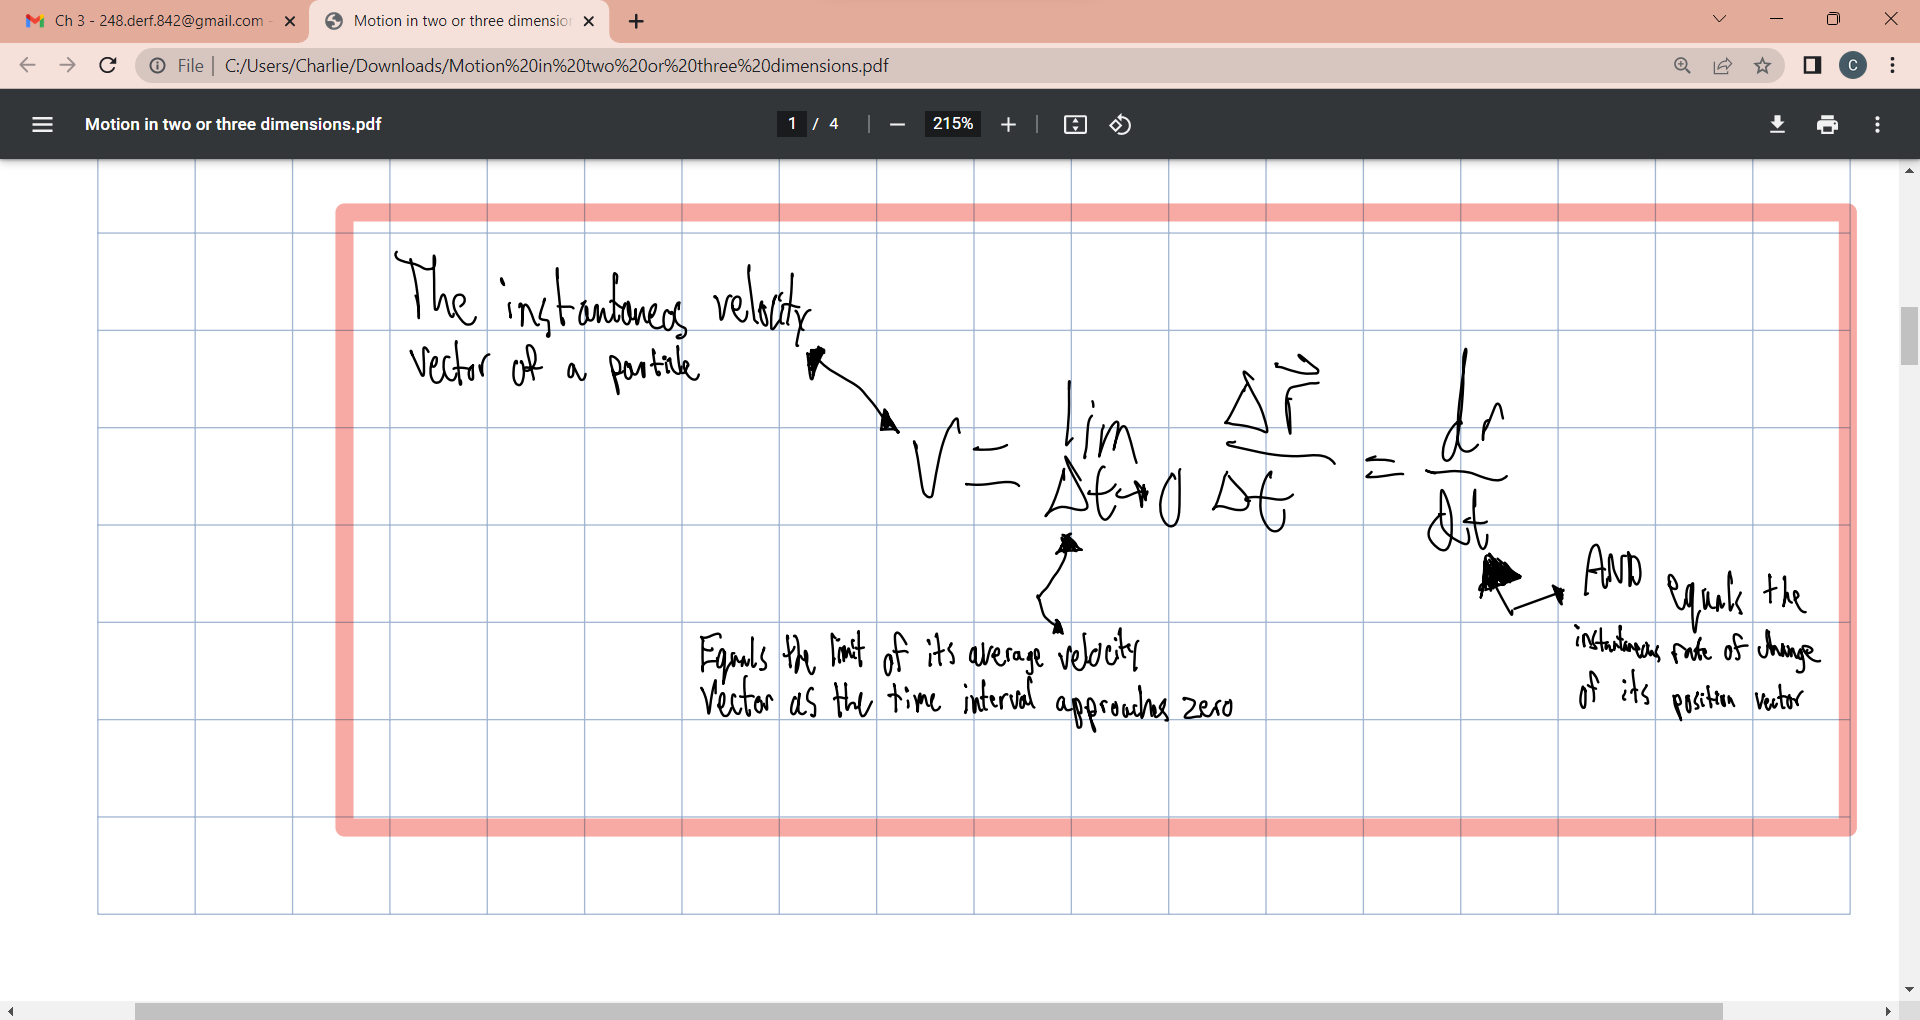 Ch 3 - 248.derf.842@gmail.com -
Motion in two or three dimension
File | C:/Users/Charlie/Downloads/Motion%20in%20two%20or%20three%20dimensions.pdf
C
Motion in two or three dimensions.pdf
1 / 4
215%
The instantaneos velocity
vector of a particle
V = lim Δt→0 Δr⃗/Δt = dr/dt
Equals the limit of its average velocity
vector as the time interval approaches zero
AND equals the
instantaneous rate of change
of its position vector